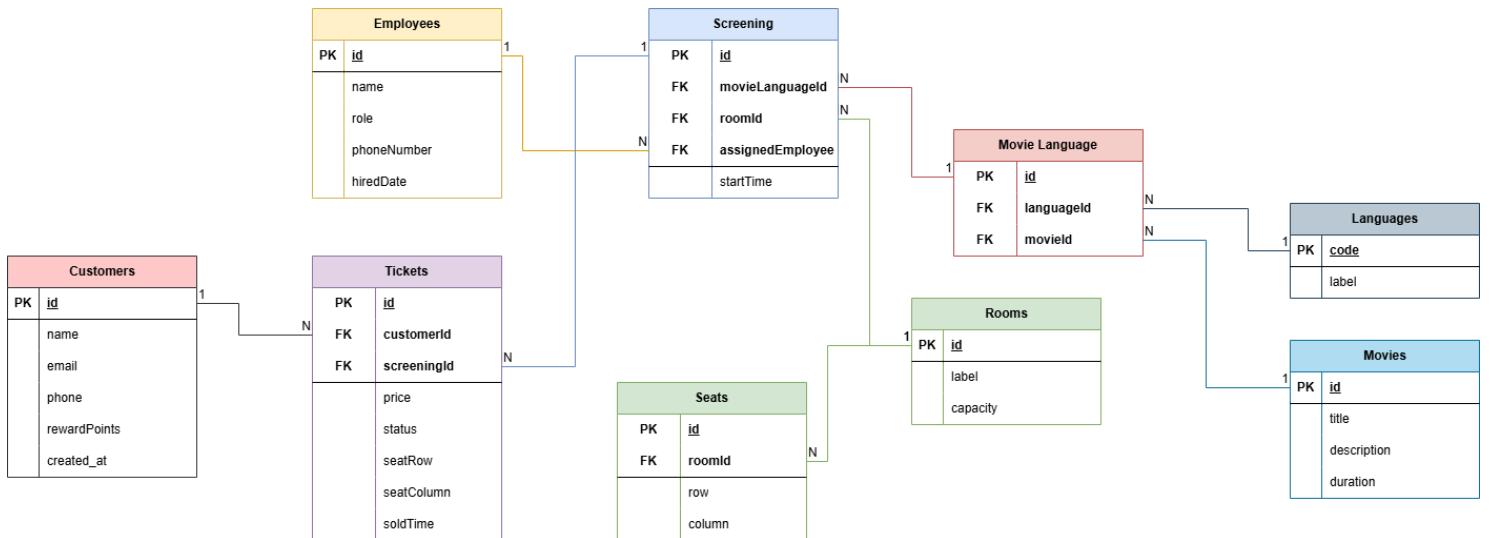 Employees
PK id
name
role
phoneNumber
hiredDate
1
N
Screening
PK id
FK movieLanguageId
FK roomId
FK assignedEmployee
startTime
1
N
N
Movie Language
PK id
FK languageId
FK movieId
1
N
N
Languages
PK code
label
1
Customers
PK id
name
email
phone
rewardPoints
created_at
1
N
Tickets
PK id
FK customerId
FK screeningId
price
status
seatRow
seatColumn
soldTime
N
Rooms
PK id
label
capacity
1
Seats
PK id
FK roomId
row
column
N
Movies
PK id
title
description
duration
1